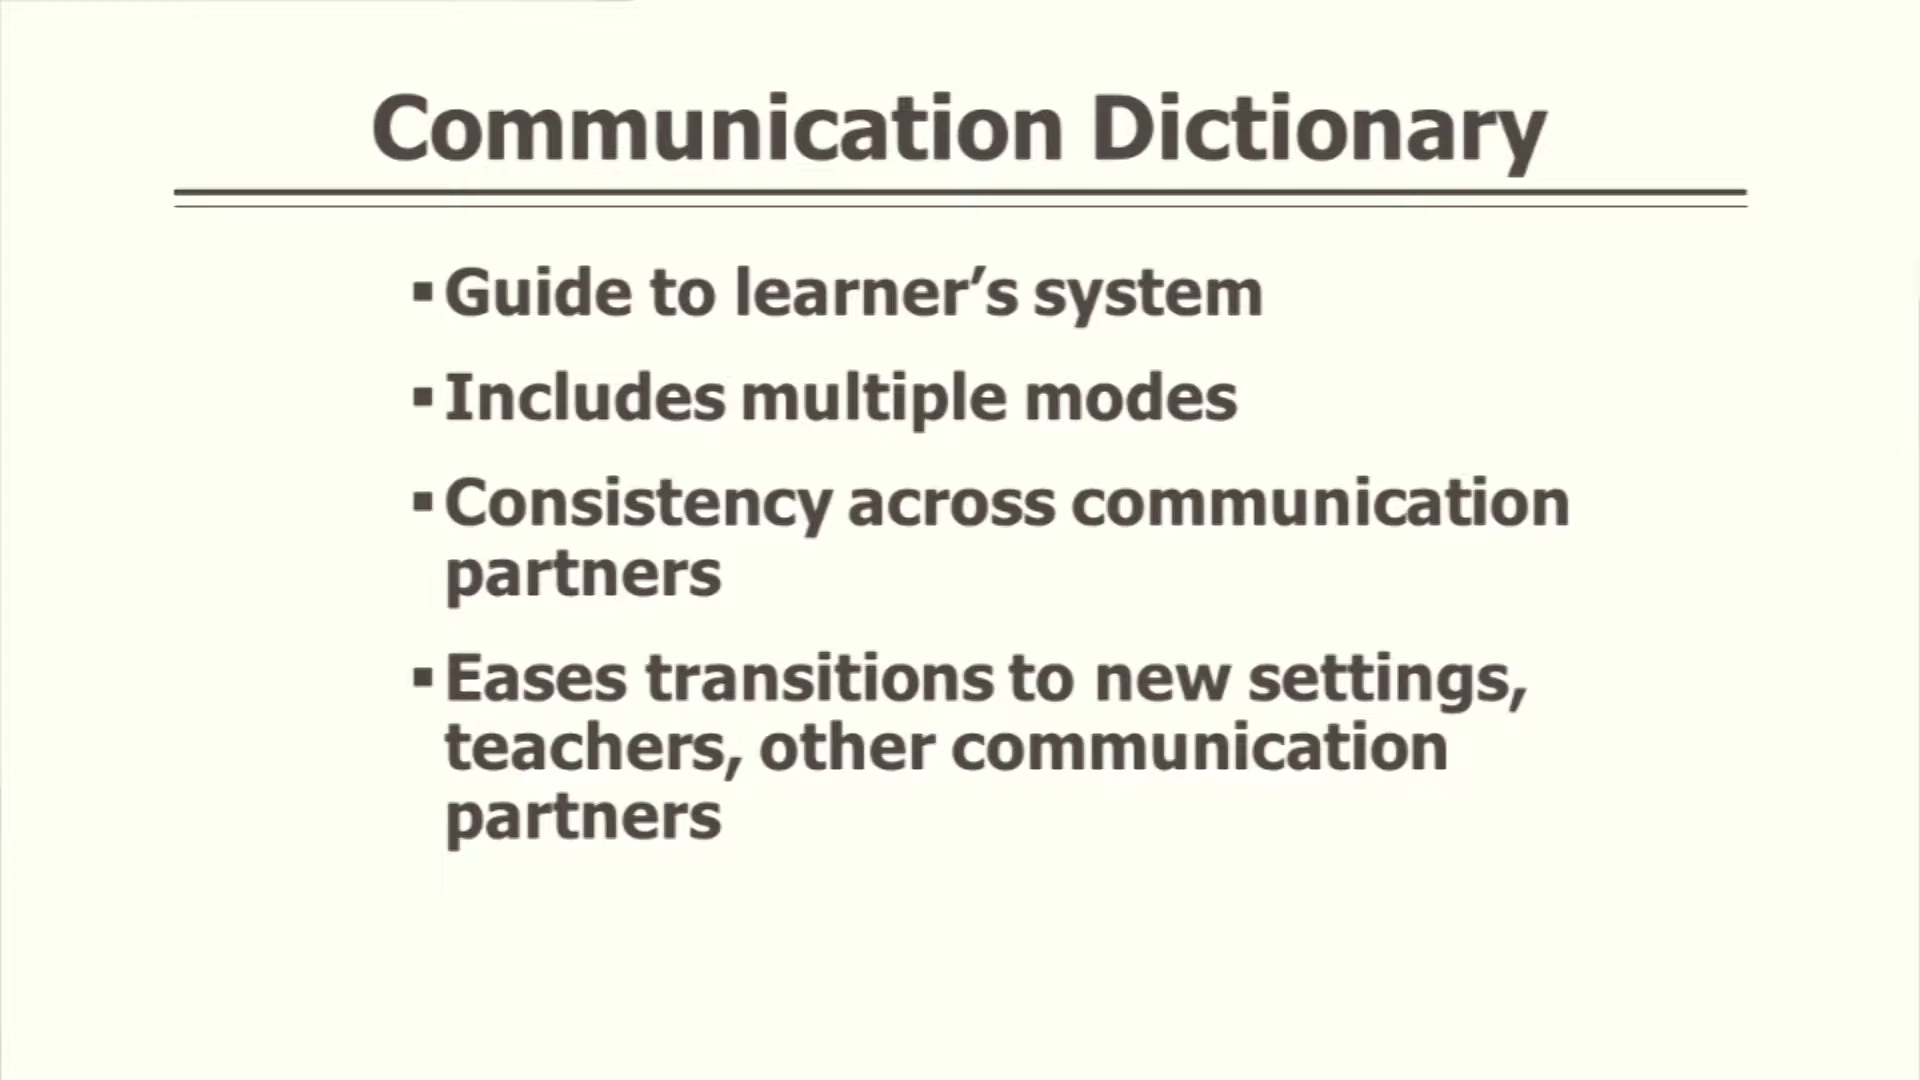 Communication Dictionary
▪ Guide to learner’s system
▪ Includes multiple modes
▪ Consistency across communication
partners
▪ Eases transitions to new settings,
teachers, other communication
partners